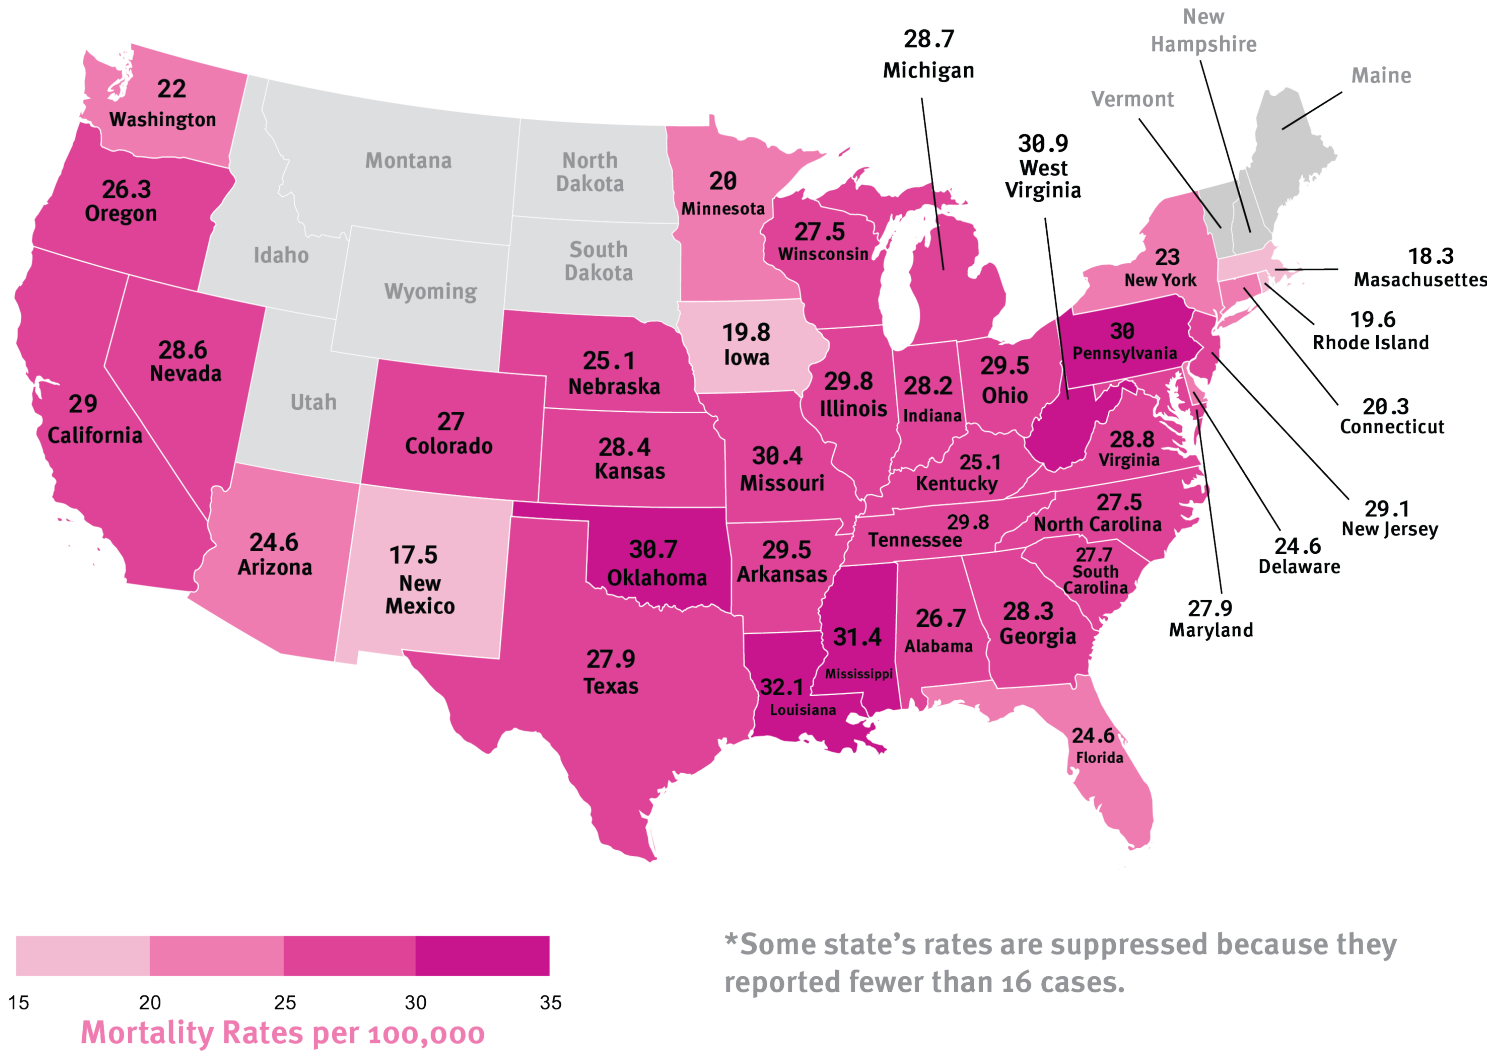 New
Hampshire
28.7
Michigan
Maine
Vermont
22
Washington
30.9
West
Virginia
Montana
North
Dakota
26.3
Oregon
20
Minnesota
27.5
Winsconsin
Idaho
South
Dakota
Wyoming
23
New York
18.3
Masachusettes
19.6
Rhode Island
28.6
Nevada
19.8
Iowa
30
Pennsylvania
25.1
Nebraska
29.8
Illinois
28.2
Indiana
29.5
Ohio
29
California
Utah
27
Colorado
20.3
Connecticut
28.4
Kansas
30.4
Missouri
25.1
Kentucky
28.8
Virginia
29.8
Tennessee
27.5
North Carolina
29.1
New Jersey
24.6
Arizona
17.5
New
Mexico
30.7
Oklahoma
29.5
Arkansas
27.7
South
Carolina
24.6
Delaware
27.9
Maryland
31.4
Mississippi
26.7
Alabama
28.3
Georgia
27.9
Texas
32.1
Louisiana
24.6
Florida
15 20 25 30 35
Mortality Rates per 100,000
*Some state's rates are suppressed because they
reported fewer than 16 cases.